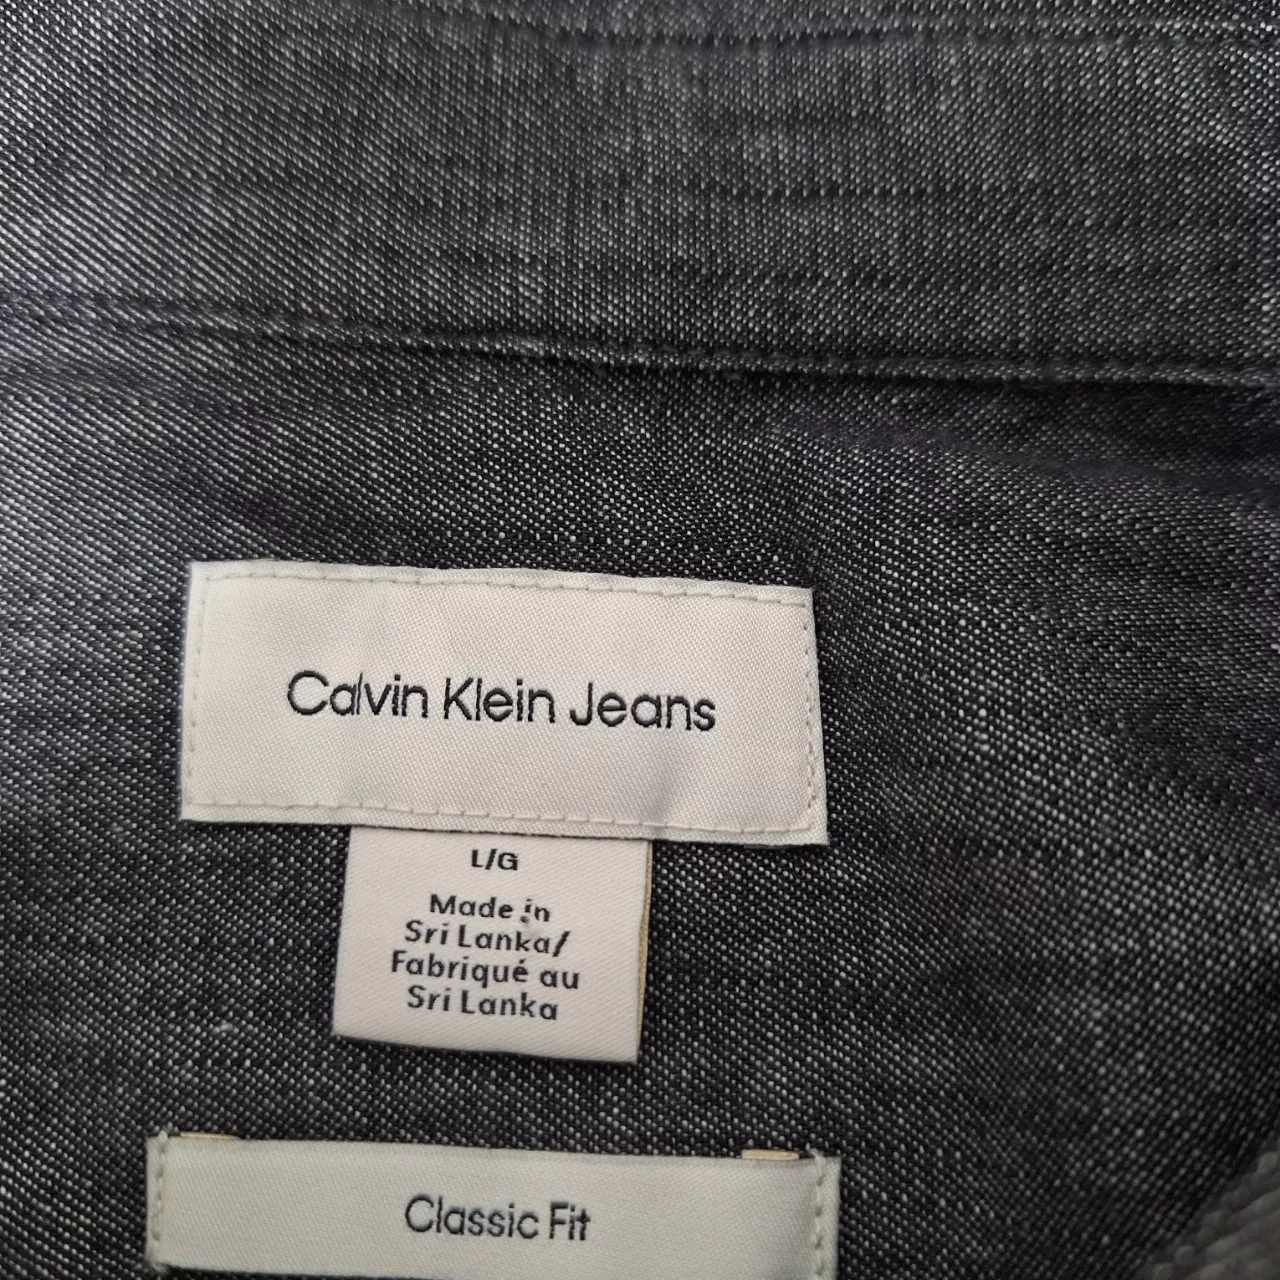 Calvin Klein Jeans
L/G
Made in
Sri Lanka/
Fabriqué au
Sri Lanka
Classic Fit